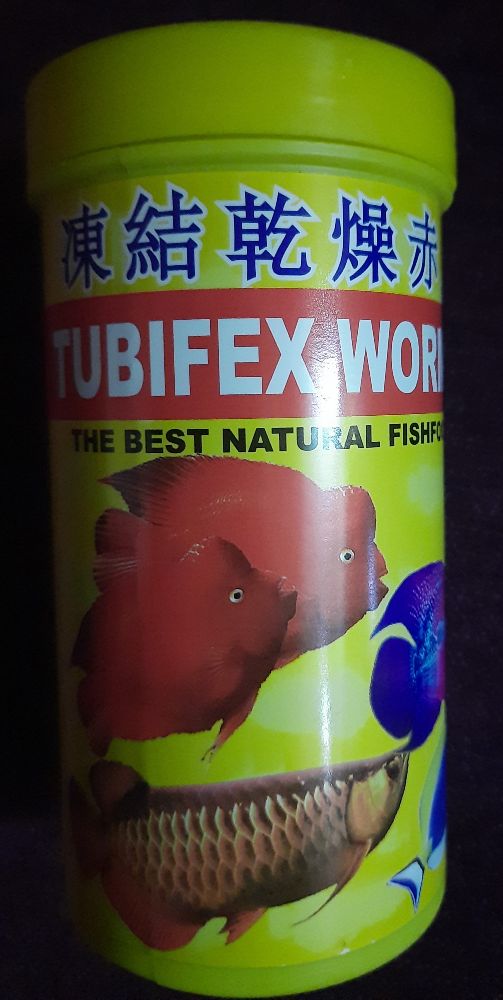 凍結乾燥赤
TUBIFEX WOR
THE BEST NATURAL FISHFO